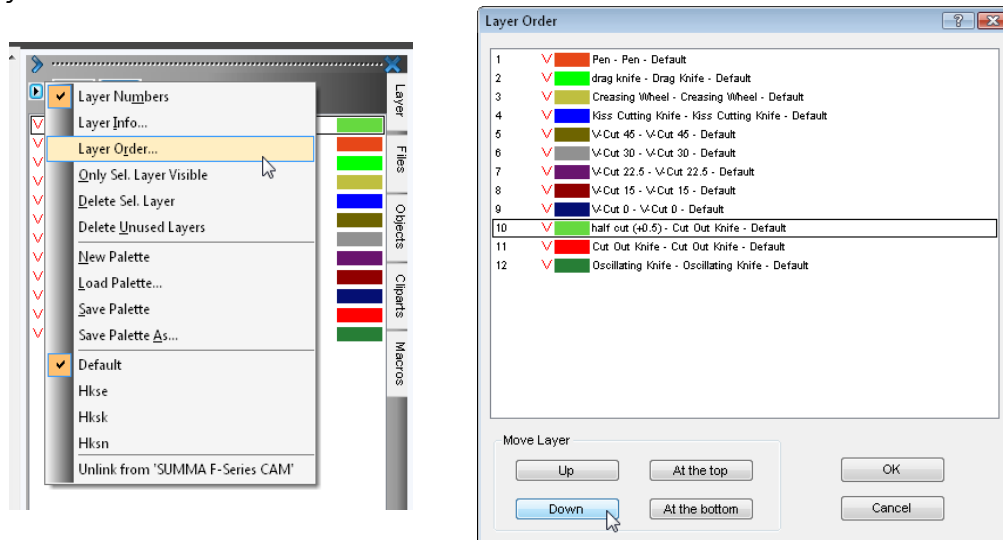 Layer Numbers
Layer Info...
Layer Order...
Only Sel. Layer Visible
Delete Sel. Layer
Delete Unused Layers
New Palette
Load Palette...
Save Palette
Save Palette As...
Default
Hkse
Hksk
Hksn
Unlink from 'SUMMA F-Series CAM'
Layer
Files
Objects
Cliparts
Macros
Layer Order
1 V Pen - Pen - Default
2 V drag knife - Drag Knife - Default
3 V Creasing Wheel - Creasing Wheel - Default
4 V Kiss Cutting Knife - Kiss Cutting Knife - Default
5 V V-Cut 45 - V-Cut 45 - Default
6 V V-Cut 30 - V-Cut 30 - Default
7 V V-Cut 22.5 - V-Cut 22.5 - Default
8 V V-Cut 15 - V-Cut 15 - Default
9 V V-Cut 0 - V-Cut 0 - Default
10 V half cut (+0.5) - Cut Out Knife - Default
11 V Cut Out Knife - Cut Out Knife - Default
12 V Oscillating Knife - Oscillating Knife - Default
Move Layer
Up At the top OK
Down At the bottom Cancel